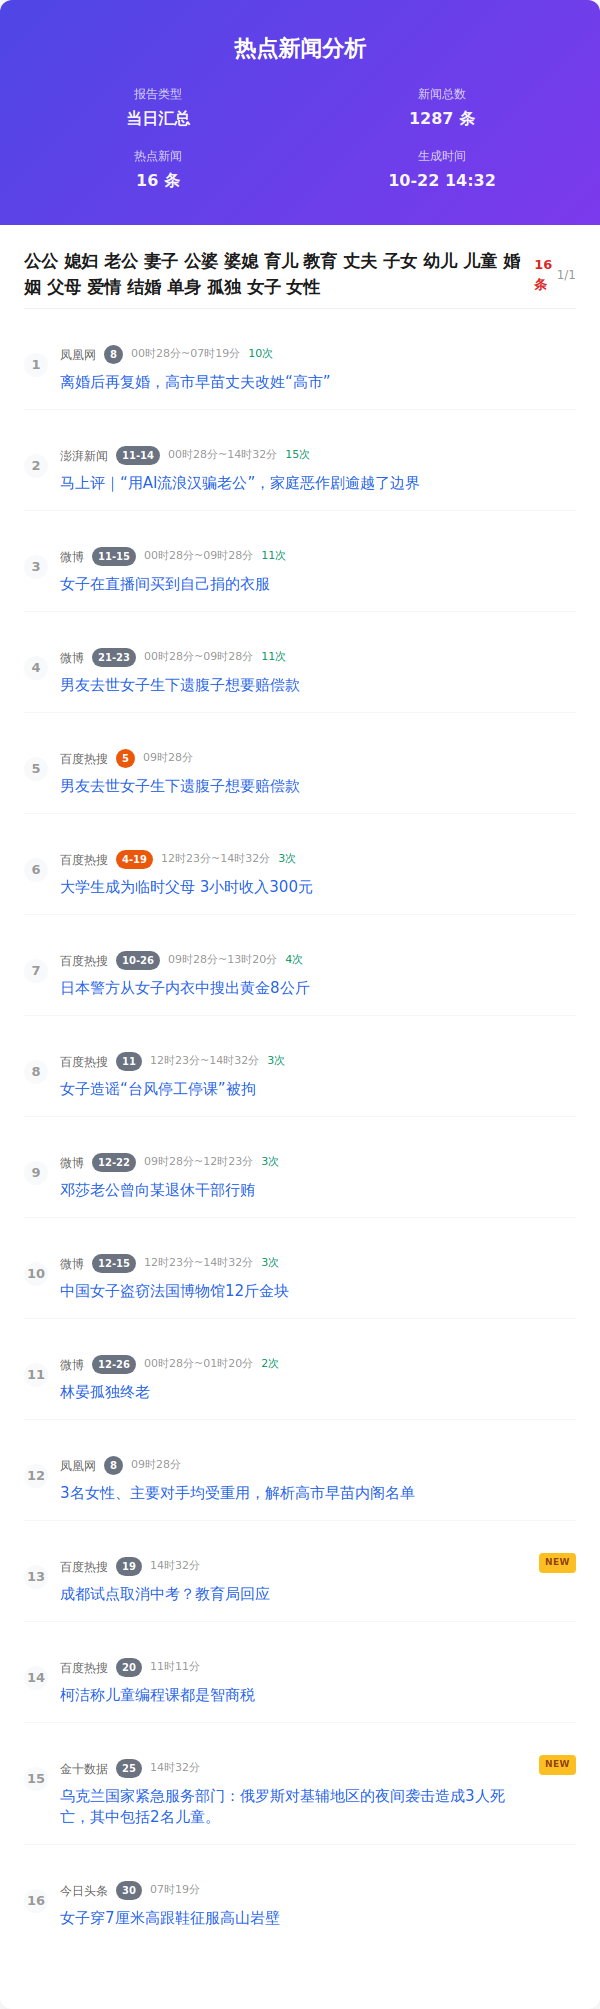 热点新闻分析
报告类型
当日汇总
新闻总数
1287 条
热点新闻
16 条
生成时间
10-22 14:32
公公 媳妇 老公 妻子 公婆 婆媳 育儿 教育 丈夫 子女 幼儿 儿童 婚
姻 父母 爱情 结婚 单身 孤独 女子 女性
16
条
1/1
1
凤凰网 8 00时28分~07时19分 10次
离婚后再复婚，高市早苗丈夫改姓“高市”
2
澎湃新闻 11-14 00时28分~14时32分 15次
马上评｜“用AI流浪汉骗老公”，家庭恶作剧逾越了边界
3
微博 11-15 00时28分~09时28分 11次
女子在直播间买到自己捐的衣服
4
微博 21-23 00时28分~09时28分 11次
男友去世女子生下遗腹子想要赔偿款
5
百度热搜 5 09时28分
男友去世女子生下遗腹子想要赔偿款
6
百度热搜 4-19 12时23分~14时32分 3次
大学生成为临时父母 3小时收入300元
7
百度热搜 10-26 09时28分~13时20分 4次
日本警方从女子内衣中搜出黄金8公斤
8
百度热搜 11 12时23分~14时32分 3次
女子造谣“台风停工停课”被拘
9
微博 12-22 09时28分~12时23分 3次
邓莎老公曾向某退休干部行贿
10
微博 12-15 12时23分~14时32分 3次
中国女子盗窃法国博物馆12斤金块
11
微博 12-26 00时28分~01时20分 2次
林晏孤独终老
12
凤凰网 8 09时28分
3名女性、主要对手均受重用，解析高市早苗内阁名单
13
百度热搜 19 14时32分 NEW
成都试点取消中考？教育局回应
14
百度热搜 20 11时11分
柯洁称儿童编程课都是智商税
15
金十数据 25 14时32分 NEW
乌克兰国家紧急服务部门：俄罗斯对基辅地区的夜间袭击造成3人死
亡，其中包括2名儿童。
16
今日头条 30 07时19分
女子穿7厘米高跟鞋征服高山岩壁